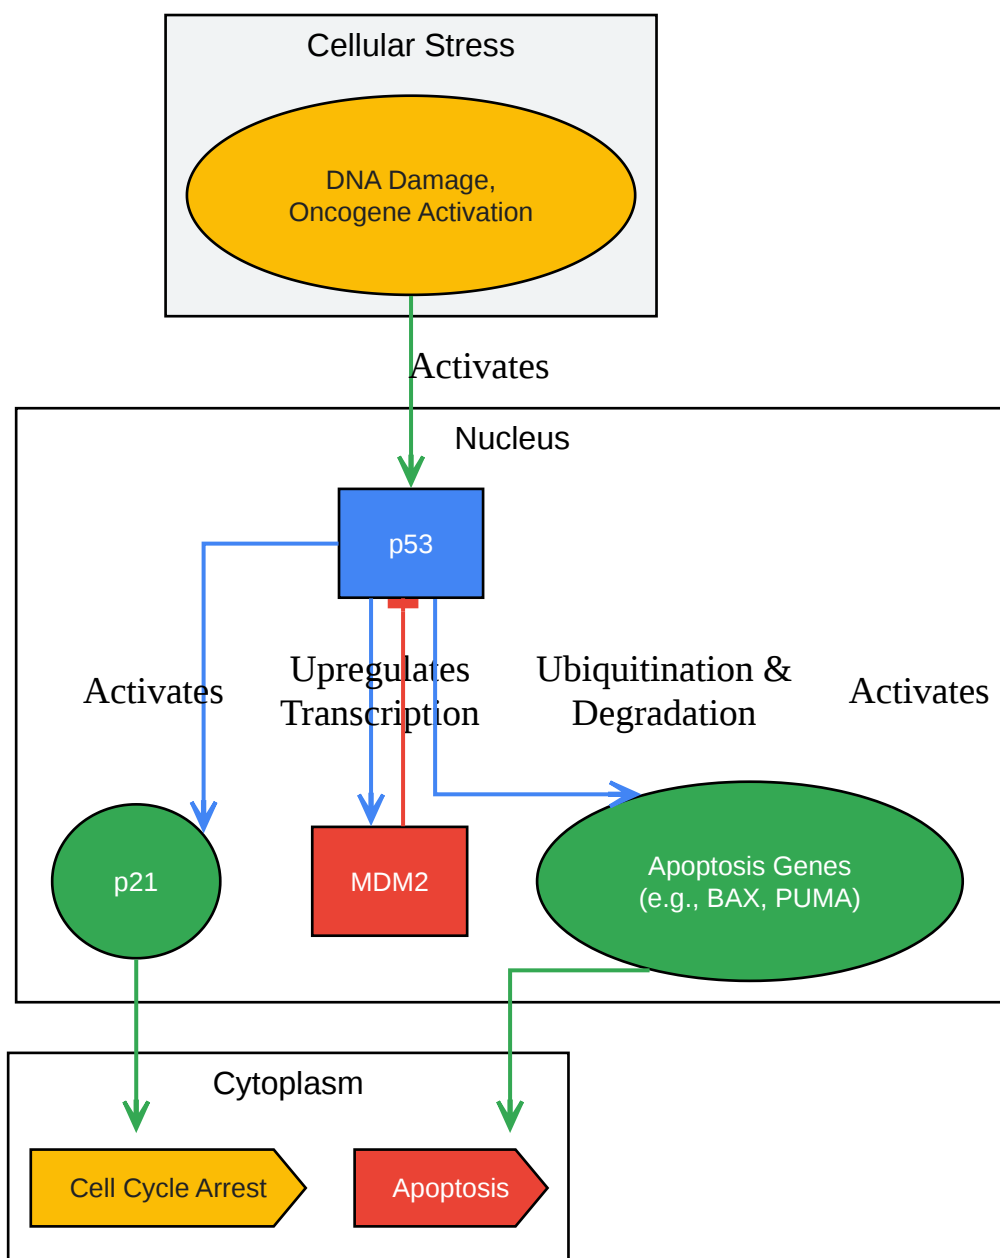 Cellular Stress
DNA Damage,
Oncogene Activation
Activates
Nucleus
p53
Activates
Upregulates
Transcription
Ubiquitination &
Degradation
Activates
p21
MDM2
Apoptosis Genes
(e.g., BAX, PUMA)
Cytoplasm
Cell Cycle Arrest
Apoptosis